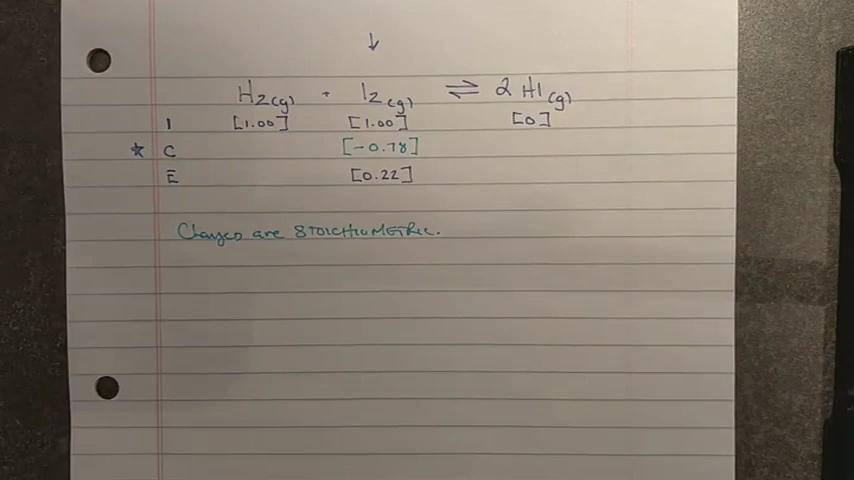 ↓
H2(g) + I2(g) ⇌ 2 HI(g)
I [1.00] [1.00] [0]
* C [-0.78]
E [0.22]
Changes are STOICHIOMETRIC.